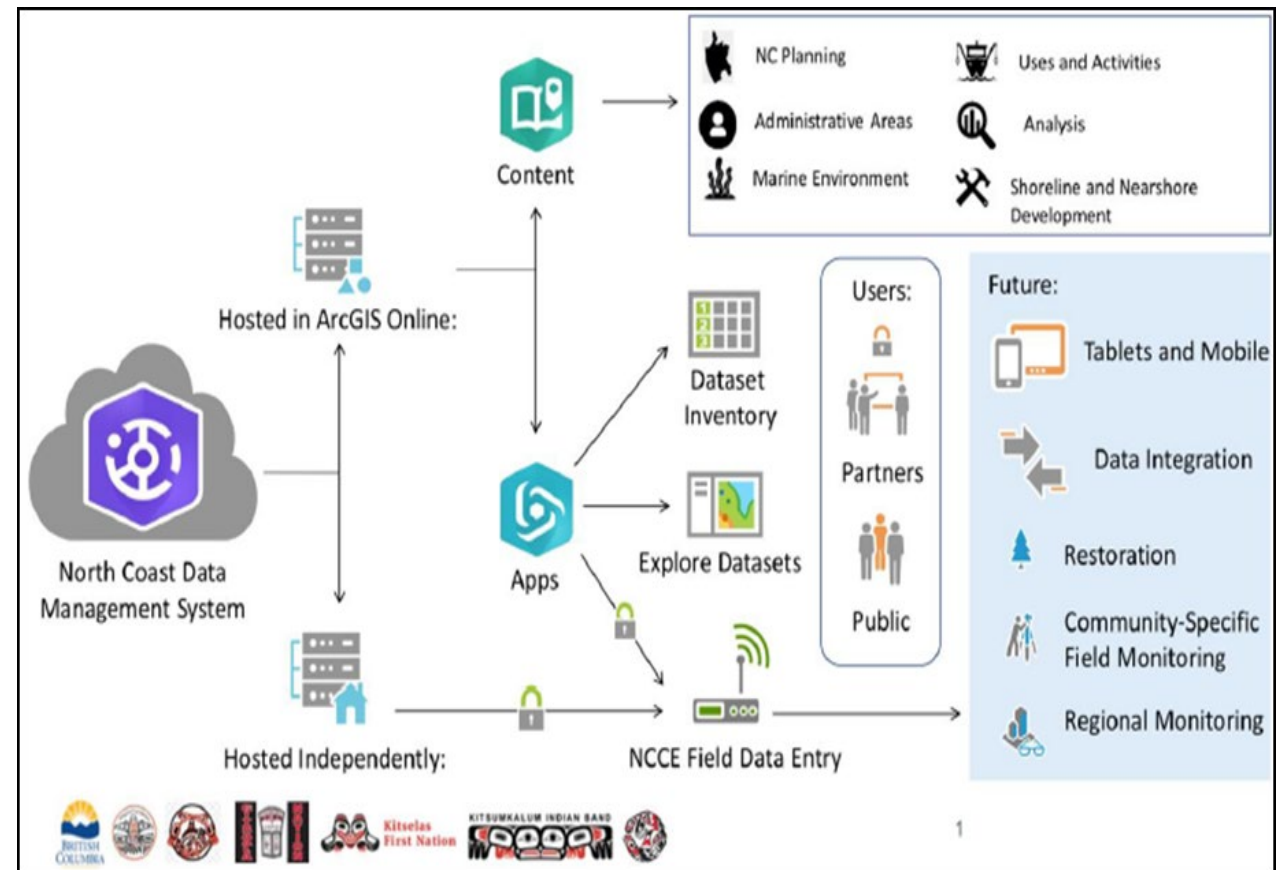 NC Planning
Uses and Activities
Administrative Areas
Analysis
Marine Environment
Shoreline and Nearshore
Development
Content
Hosted in ArcGIS Online:
Users:
Future:
1
2
3
Dataset
Inventory
Tablets and Mobile
Partners
Data Integration
North Coast Data
Management System
Apps
Explore Datasets
Public
Restoration
Community-Specific
Field Monitoring
Regional Monitoring
Hosted Independently:
NCCE Field Data Entry
BRITISH
COLUMBIA
Kitselas
First Nation
KITSUMKALUM INDIAN BAND
1